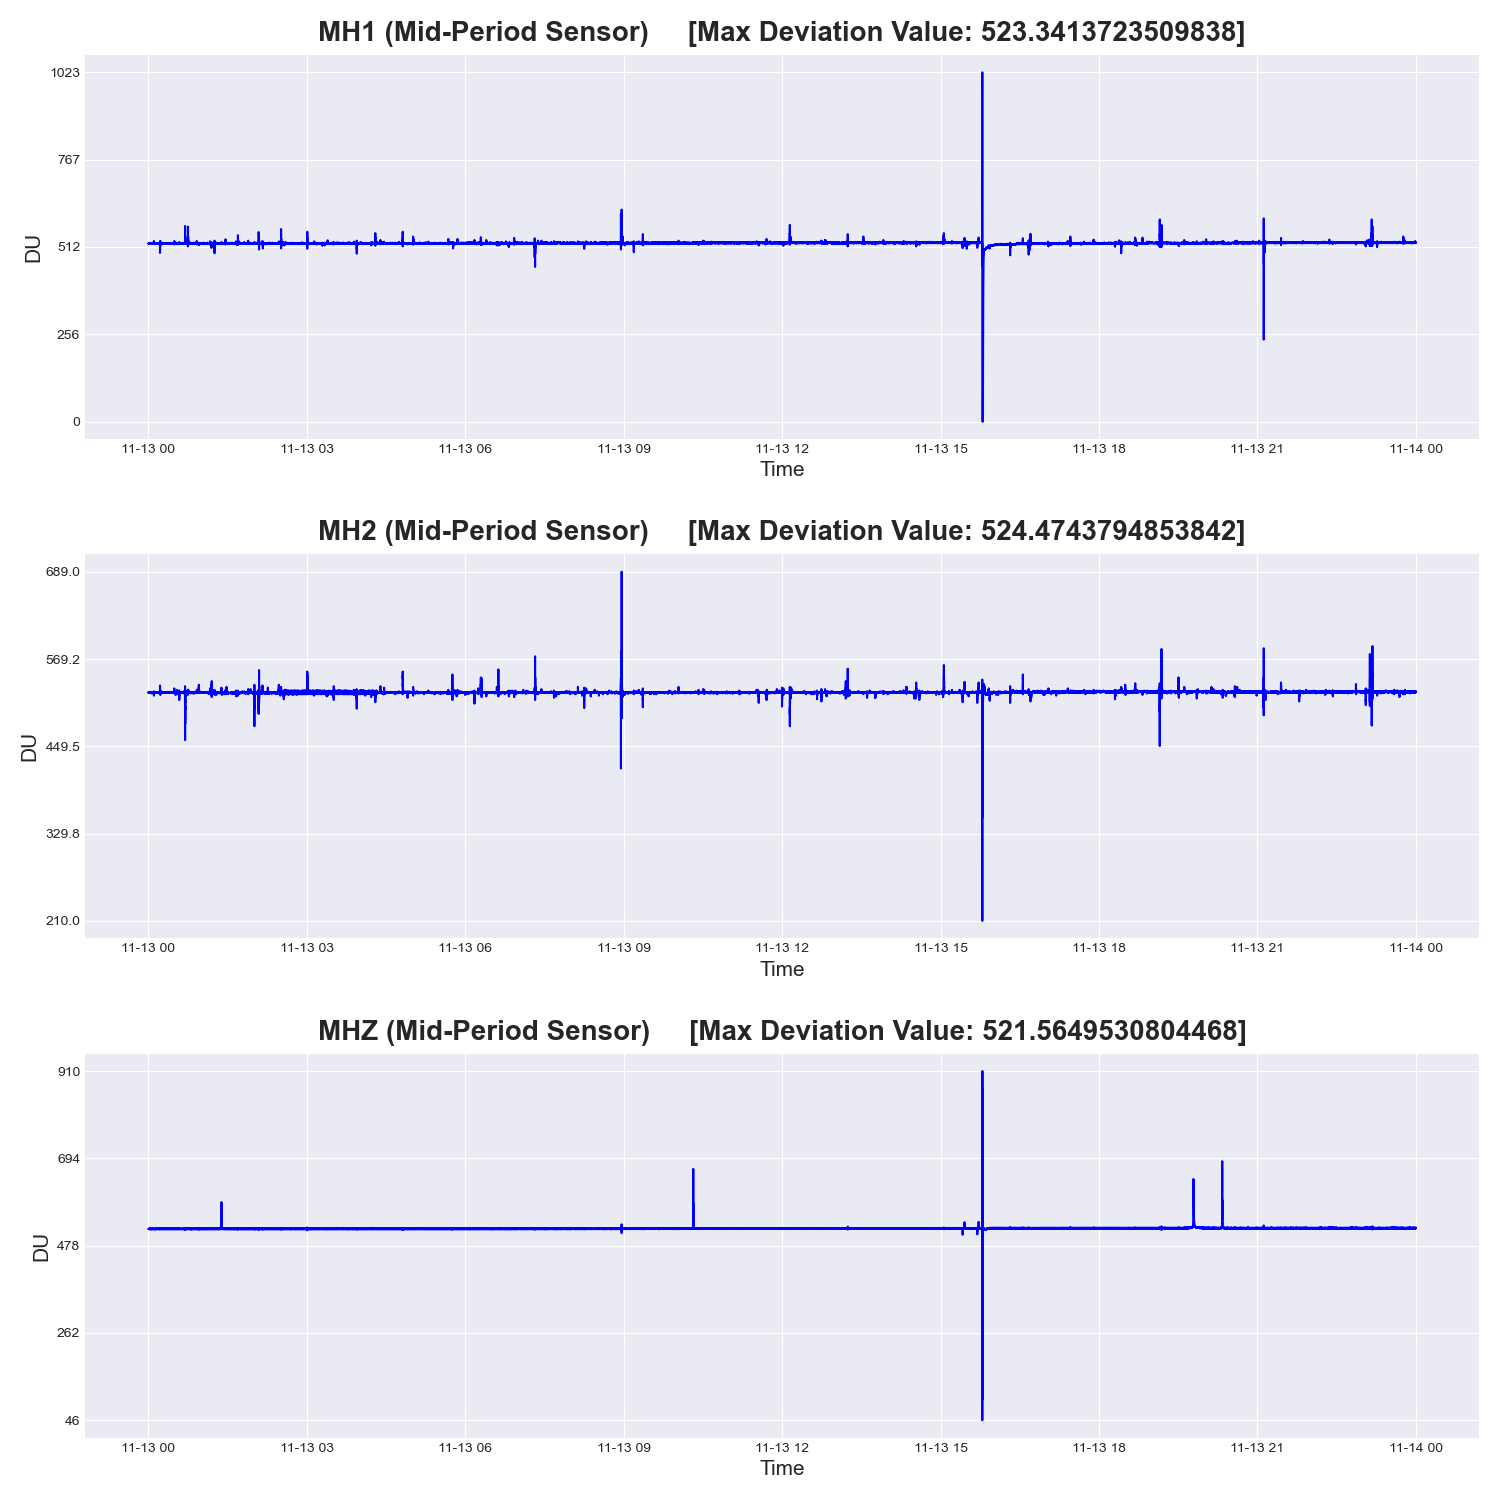 MH1 (Mid-Period Sensor) [Max Deviation Value: 523.3413723509838]
1023
767
512
256
0
DU
11-13 00 11-13 03 11-13 06 11-13 09 11-13 12 11-13 15 11-13 18 11-13 21 11-14 00
Time
MH2 (Mid-Period Sensor) [Max Deviation Value: 524.4743794853842]
689.0
569.2
449.5
329.8
210.0
DU
11-13 00 11-13 03 11-13 06 11-13 09 11-13 12 11-13 15 11-13 18 11-13 21 11-14 00
Time
MHZ (Mid-Period Sensor) [Max Deviation Value: 521.5649530804468]
910
694
478
262
46
DU
11-13 00 11-13 03 11-13 06 11-13 09 11-13 12 11-13 15 11-13 18 11-13 21 11-14 00
Time